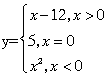 y={
x−12, x>0
5, x=0
x², x<0